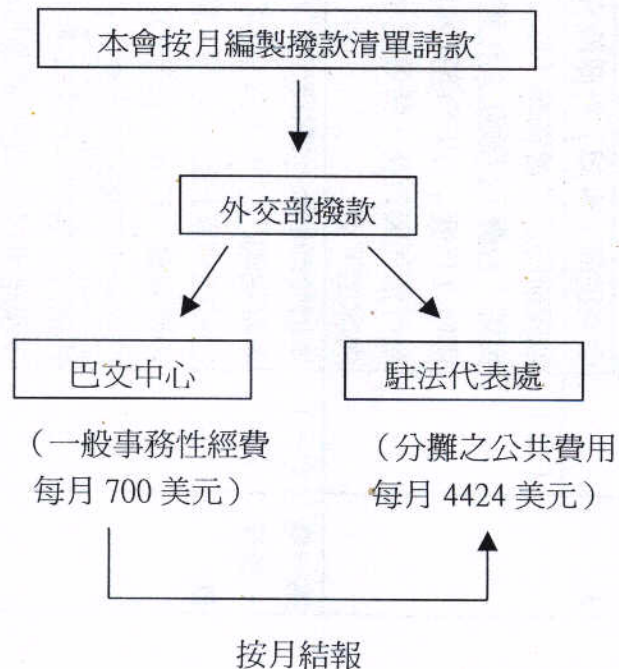 本會按月編製撥款清單請款
外交部撥款
巴文中心
(一般事務性經費
每月 700 美元)
駐法代表處
(分攤之公共費用
每月 4424 美元)
按月結報